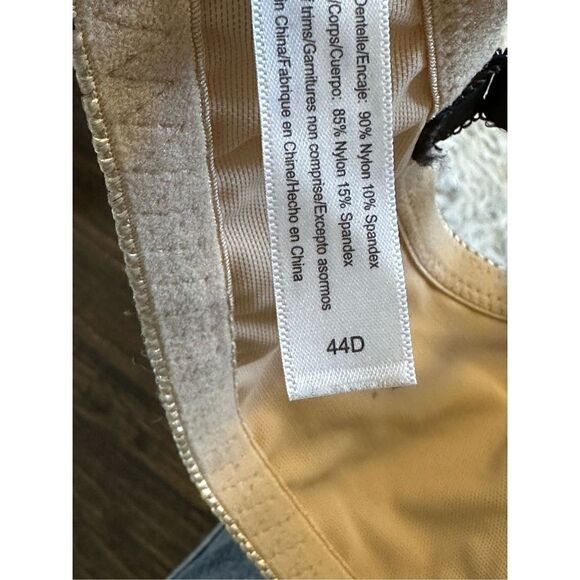 Dentelle/Encaje: 90% Nylon 10% Spandex
/Corps/Cuerpo: 85% Nylon 15% Spandex
trims/Garnitures non comprise/Excepto asormos
in China/Fabrique en Chine/Hecho en China
44D